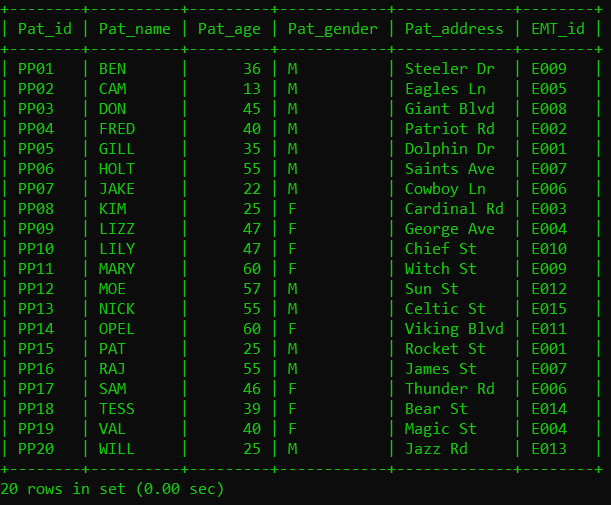 +--------+----------+---------+------------+--------------+--------+
| Pat_id | Pat_name | Pat_age | Pat_gender | Pat_address | EMT_id |
+--------+----------+---------+------------+--------------+--------+
| PP01 | BEN | 36 | M | Steeler Dr | E009 |
| PP02 | CAM | 13 | M | Eagles Ln | E005 |
| PP03 | DON | 45 | M | Giant Blvd | E008 |
| PP04 | FRED | 40 | M | Patriot Rd | E002 |
| PP05 | GILL | 35 | M | Dolphin Dr | E001 |
| PP06 | HOLT | 55 | M | Saints Ave | E007 |
| PP07 | JAKE | 22 | M | Cowboy Ln | E006 |
| PP08 | KIM | 25 | F | Cardinal Rd | E003 |
| PP09 | LIZZ | 47 | F | George Ave | E004 |
| PP10 | LILY | 47 | F | Chief St | E010 |
| PP11 | MARY | 60 | F | Witch St | E009 |
| PP12 | MOE | 57 | M | Sun St | E012 |
| PP13 | NICK | 55 | M | Celtic St | E015 |
| PP14 | OPEL | 60 | F | Viking Blvd | E011 |
| PP15 | PAT | 25 | M | Rocket St | E001 |
| PP16 | RAJ | 55 | M | James St | E007 |
| PP17 | SAM | 46 | F | Thunder Rd | E006 |
| PP18 | TESS | 39 | F | Bear St | E014 |
| PP19 | VAL | 40 | F | Magic St | E004 |
| PP20 | WILL | 25 | M | Jazz Rd | E013 |
+--------+----------+---------+------------+--------------+--------+
20 rows in set (0.00 sec)